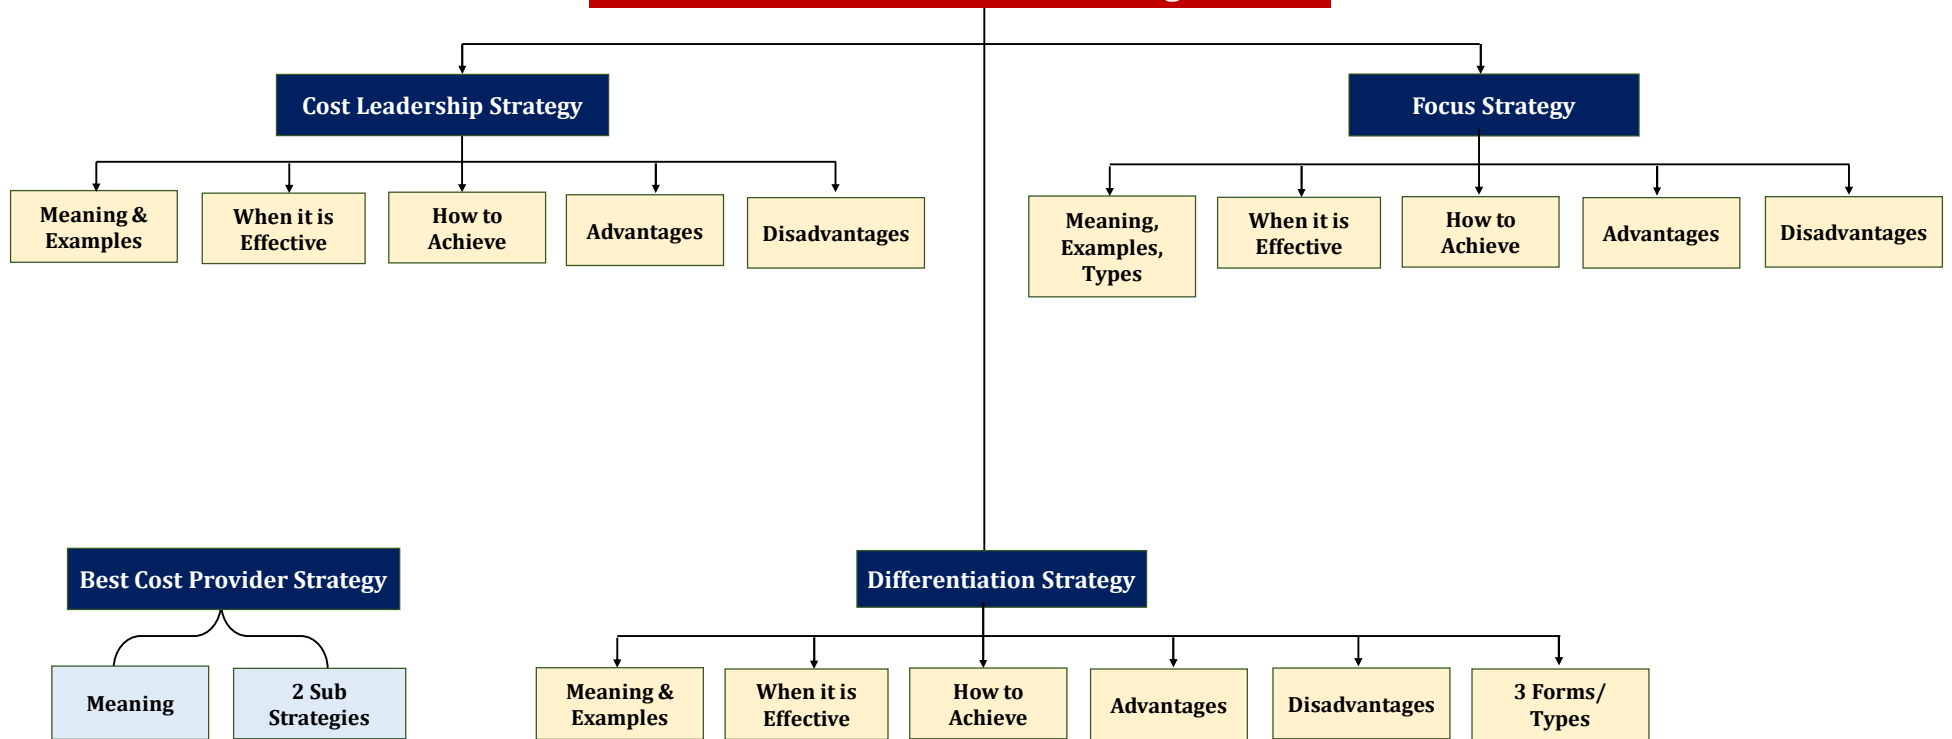 Cost Leadership Strategy
Focus Strategy
Meaning &
Examples
When it is
Effective
How to
Achieve
Advantages
Disadvantages
Meaning,
Examples,
Types
When it is
Effective
How to
Achieve
Advantages
Disadvantages
Best Cost Provider Strategy
Differentiation Strategy
Meaning
2 Sub
Strategies
Meaning &
Examples
When it is
Effective
How to
Achieve
Advantages
Disadvantages
3 Forms/
Types